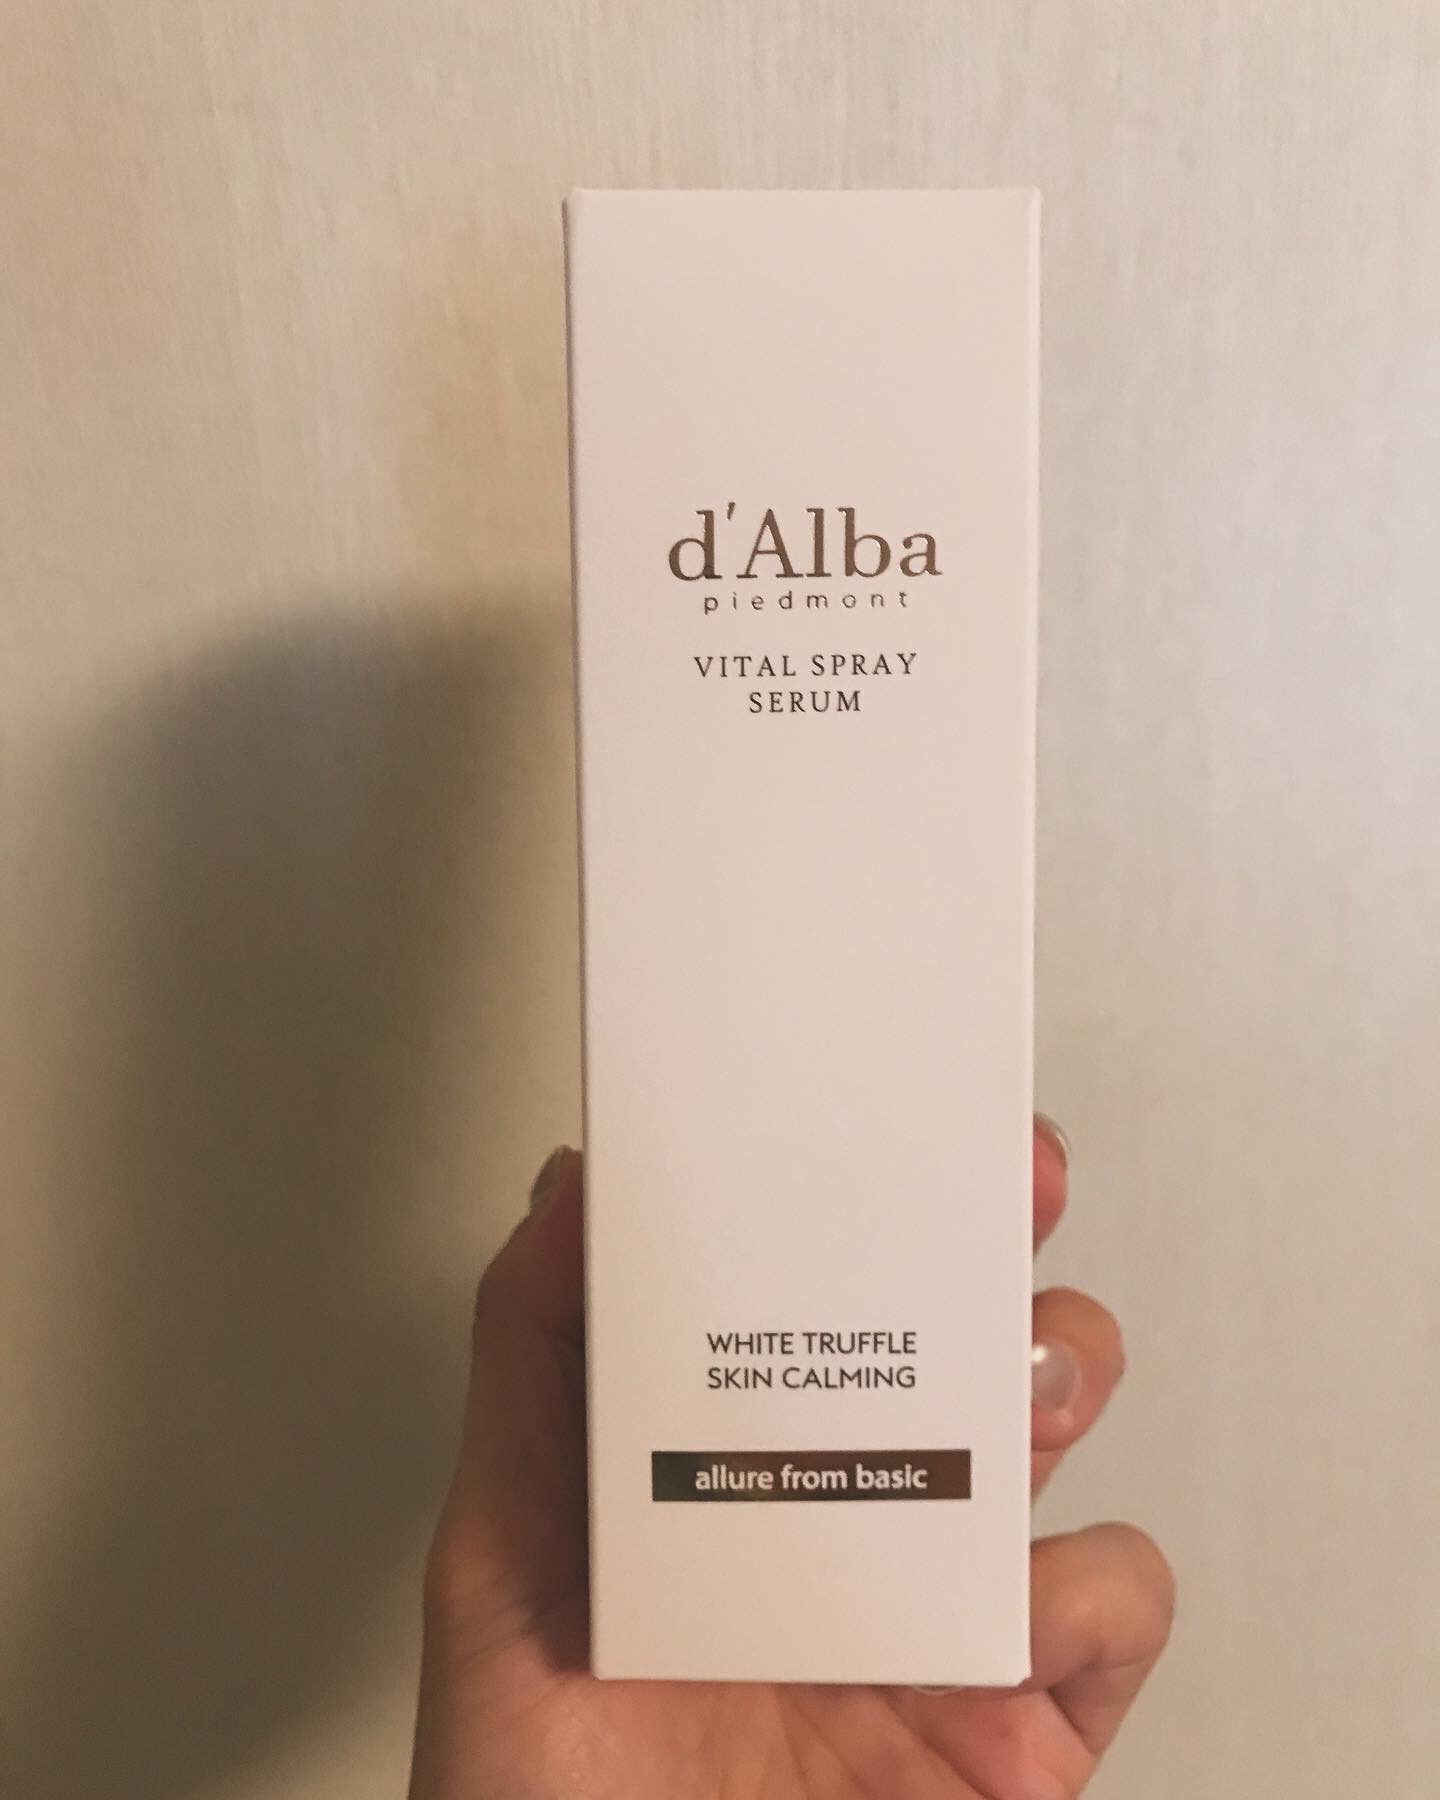 d'Alba
piedmont
VITAL SPRAY
SERUM
WHITE TRUFFLE
SKIN CALMING
allure from basic